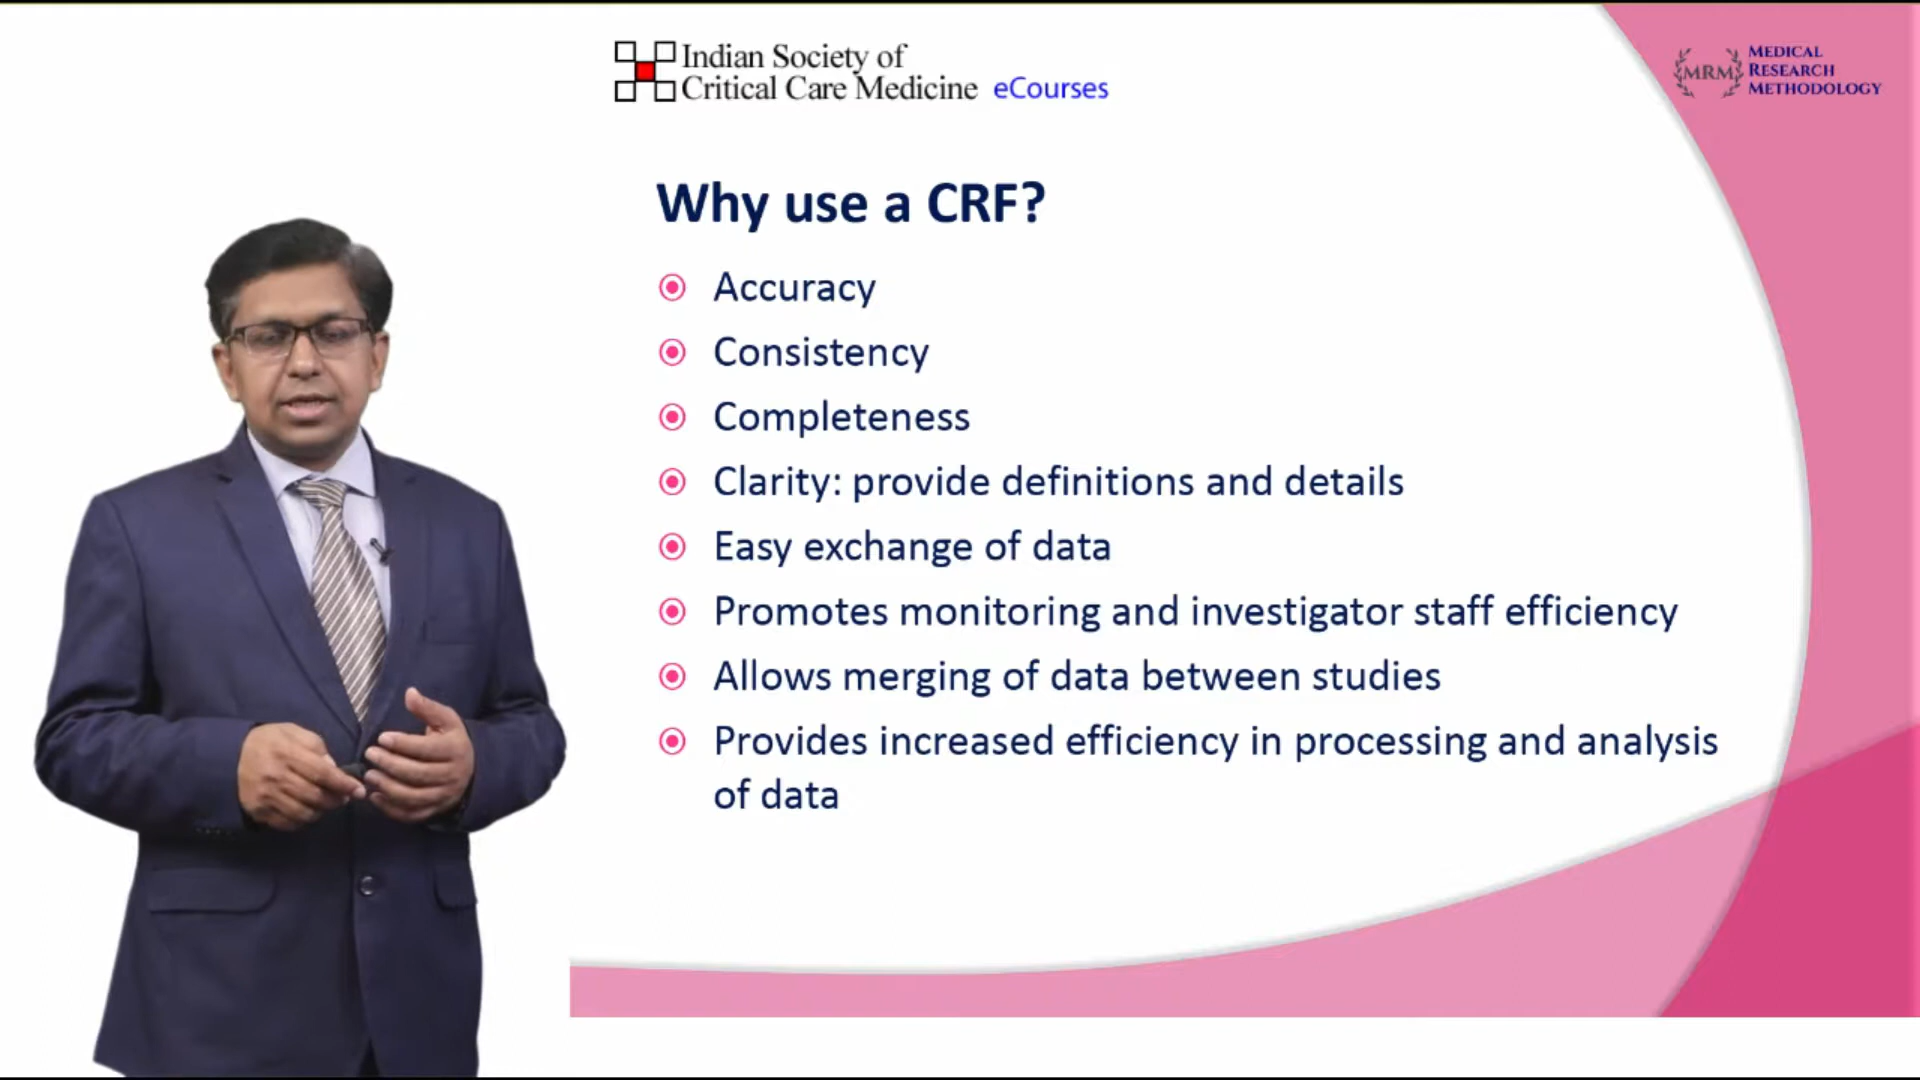 Indian Society of
Critical Care Medicine eCourses
MRM
MEDICAL
RESEARCH
METHODOLOGY
Why use a CRF?
Accuracy
Consistency
Completeness
Clarity: provide definitions and details
Easy exchange of data
Promotes monitoring and investigator staff efficiency
Allows merging of data between studies
Provides increased efficiency in processing and analysis
of data